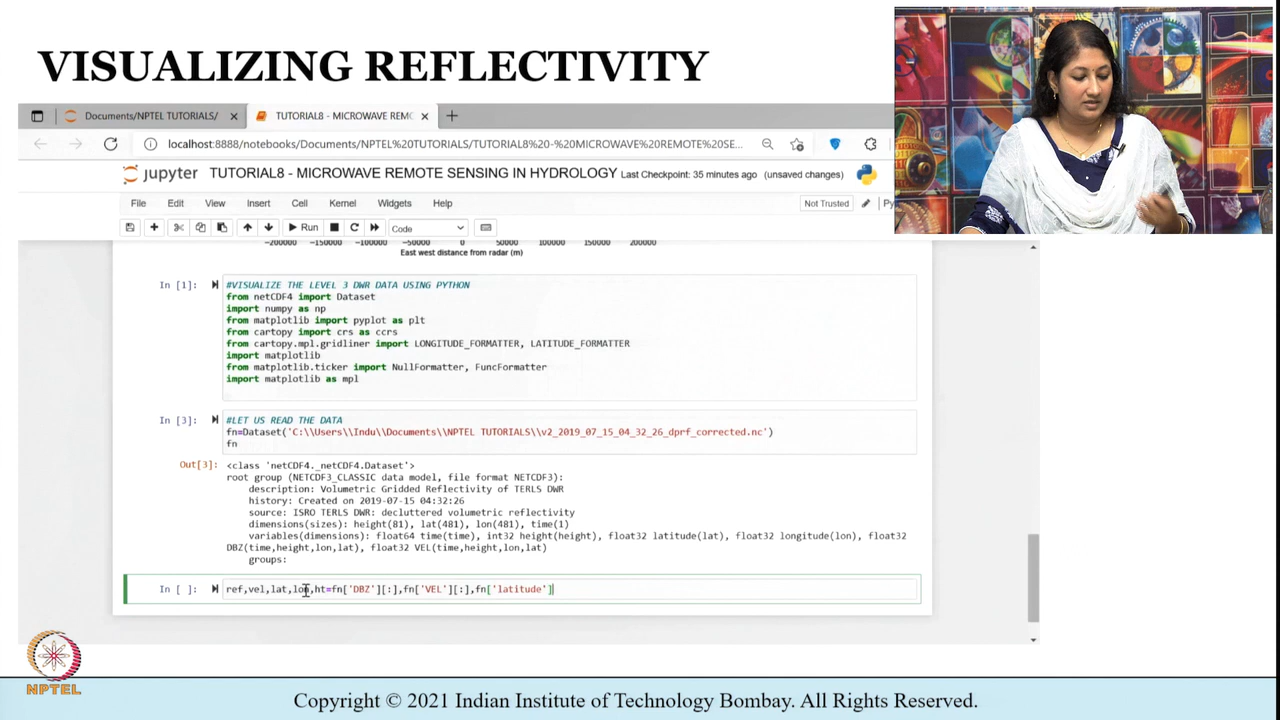 VISUALIZING REFLECTIVITY
Documents/NPTEL TUTORIALS/
TUTORIAL8 - MICROWAVE REMO
localhost:8888/notebooks/Documents/NPTEL%20TUTORIALS/TUTORIAL8%20-%20MICROWAVE%20REMOTE%20SE...
jupyter TUTORIAL8 - MICROWAVE REMOTE SENSING IN HYDROLOGY Last Checkpoint: 35 minutes ago (unsaved changes)
File Edit View Insert Cell Kernel Widgets Help Not Trusted Py
Run Code
-200000 -150000 -100000 -50000 0 50000 100000 150000 200000
East west distance from radar (m)
In [1]: #VISUALIZE THE LEVEL 3 DWR DATA USING PYTHON
from netCDF4 import Dataset
import numpy as np
from matplotlib import pyplot as plt
from cartopy import crs as ccrs
from cartopy.mpl.gridliner import LONGITUDE_FORMATTER, LATITUDE_FORMATTER
import matplotlib
from matplotlib.ticker import NullFormatter, FuncFormatter
import matplotlib as mpl
In [3]: #LET US READ THE DATA
fn=Dataset('C:\\Users\\Indu\\Documents\\NPTEL TUTORIALS\\v2_2019_07_15_04_32_26_dprf_corrected.nc')
fn
Out[3]: <class 'netCDF4._netCDF4.Dataset'>
root group (NETCDF3_CLASSIC data model, file format NETCDF3):
description: Volumetric Gridded Reflectivity of TERLS DWR
history: Created on 2019-07-15 04:32:26
source: ISRO TERLS DWR: decluttered volumetric reflectivity
dimensions(sizes): height(81), lat(481), lon(481), time(1)
variables(dimensions): float64 time(time), int32 height(height), float32 latitude(lat), float32 longitude(lon), float32
DBZ(time,height,lon,lat), float32 VEL(time,height,lon,lat)
groups:
In [ ]: ref,vel,lat,lon,ht=fn['DBZ'][:],fn['VEL'][:],fn['latitude']
NPTEL
Copyright © 2021 Indian Institute of Technology Bombay. All Rights Reserved.